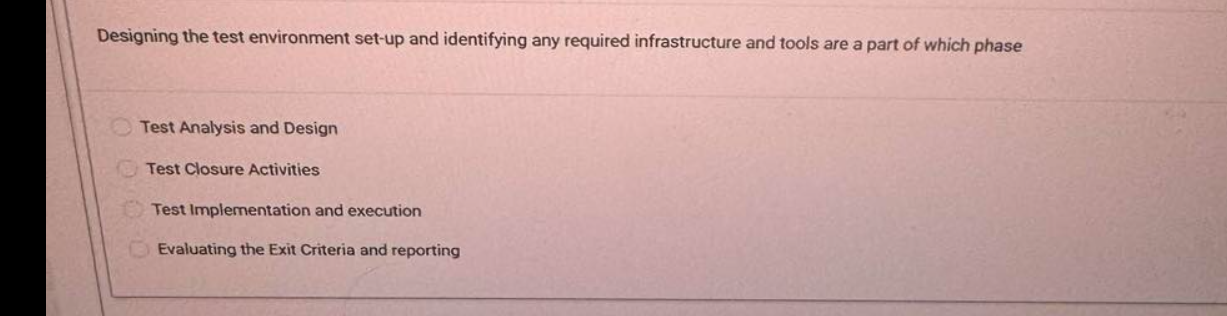 Designing the test environment set-up and identifying any required infrastructure and tools are a part of which phase
Test Analysis and Design
Test Closure Activities
Test Implementation and execution
Evaluating the Exit Criteria and reporting